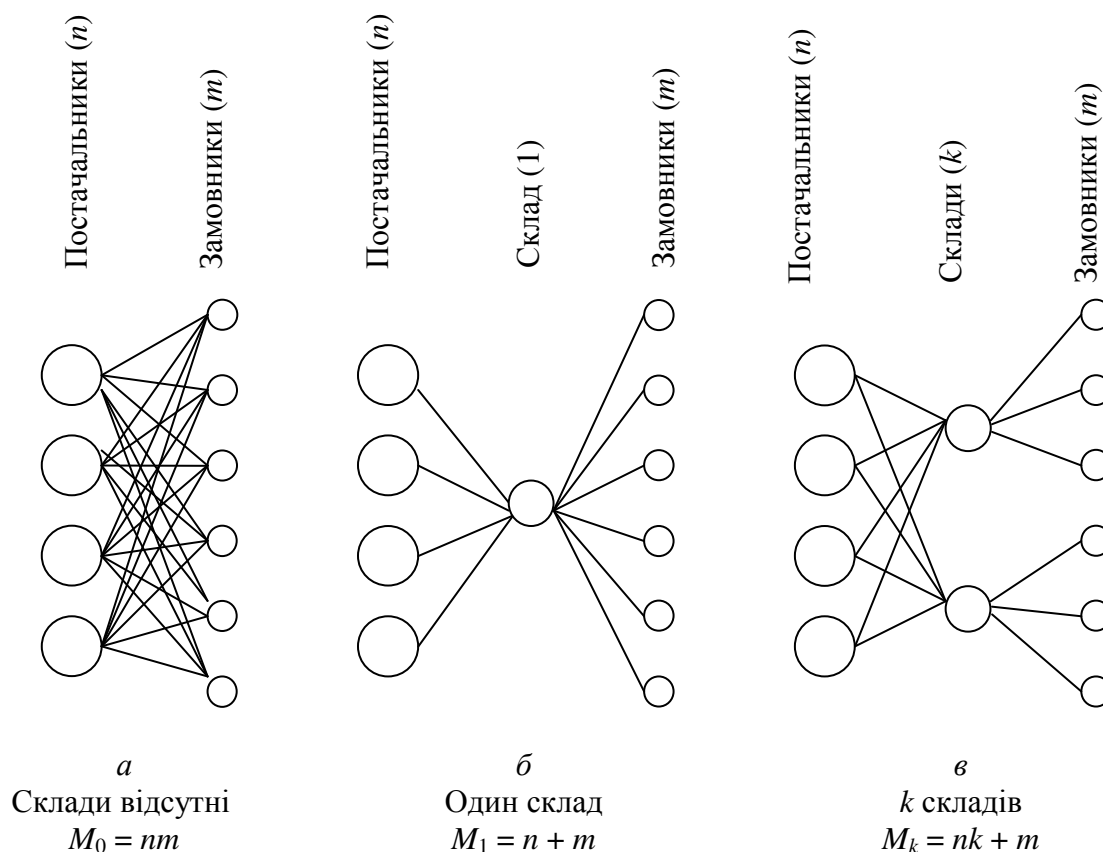 Постачальники (n)
Замовники (m)
Постачальники (n)
Склад (1)
Замовники (m)
Постачальники (n)
Склади (k)
Замовники (m)
а
Склади відсутні
M₀ = nm
б
Один склад
M₁ = n + m
в
k складів
Mₖ = nk + m